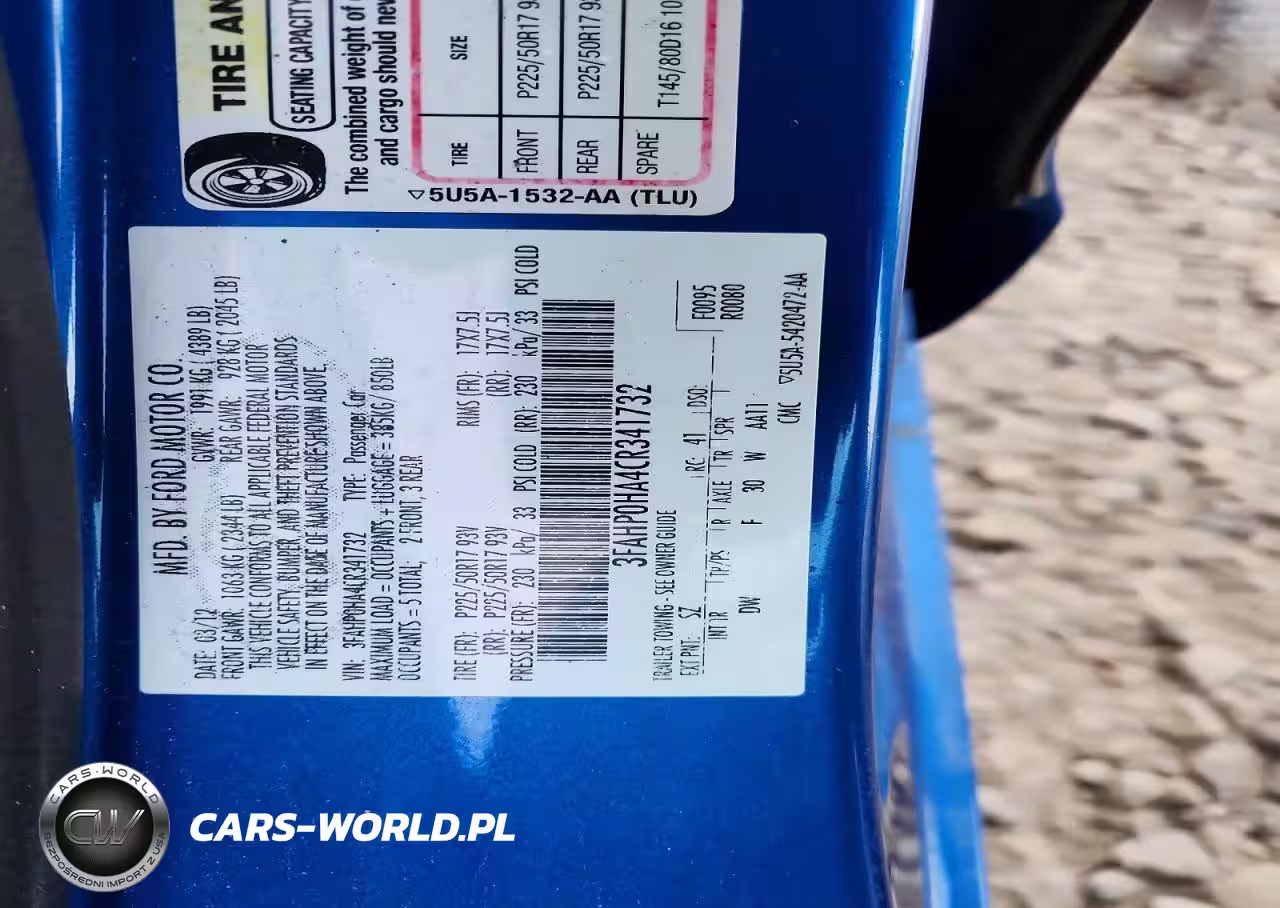 TIRE AN
SEATING CAPACITY
The combined weight of
and cargo should nev
TIRE SIZE
FRONT P225/50R17 9
REAR P225/50R17 9
SPARE T145/80D16 10
▽5U5A-1532-AA (TLU)
MFD. BY FORD MOTOR CO.
DATE: 03/12 GVWR: 1991 KG ( 4389 LB)
FRONT GAWR: 1063 KG ( 2344 LB) REAR GAWR: 928 KG ( 2045 LB)
THIS VEHICLE CONFORMS TO ALL APPLICABLE FEDERAL MOTOR
VEHICLE SAFETY, BUMPER, AND THEFT PREVENTION STANDARDS
IN EFFECT ON THE DATE OF MANUFACTURE SHOWN ABOVE.
VIN: 3FAHP0HA4CR341732 TYPE: Passenger Car
MAXIMUM LOAD = OCCUPANTS + LUGGAGE = 385KG/ 850LB
OCCUPANTS = 5 TOTAL, 2 FRONT, 3 REAR
TIRE (FR): P225/50R17 93V RIMS (FR): 17X7.5J
(RR): P225/50R17 93V (RR): 17X7.5J
PRESSURE (FR): 230 kPa/ 33 PSI COLD (RR): 230 kPa/ 33 PSI COLD
3FAHP0HA4CR341732
TRAILER TOWING - SEE OWNER GUIDE
F0095
R0080
EXT PNT: SZ RC: 41 DSO:
INT TR TP/PS R AXLE TR SPR
DW F 30 W AA11
CMC ▽5U5A-5420472-AA
CARS-WORLD
CW
BEZPOŚREDNI IMPORT Z USA
CARS-WORLD.PL